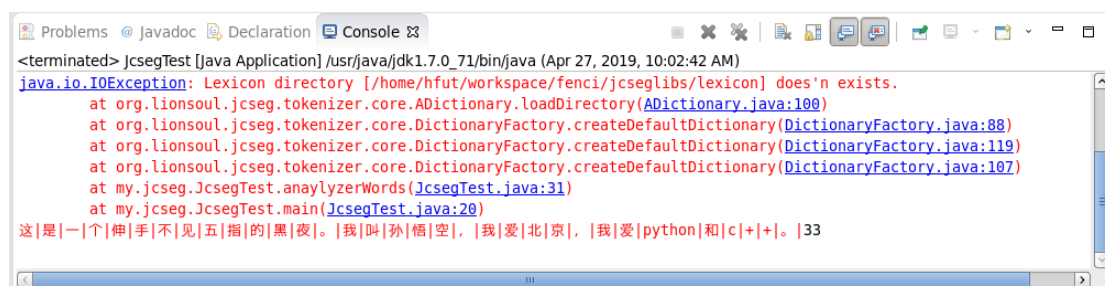 Problems @ Javadoc Declaration Console
<terminated> JcsegTest [Java Application] /usr/java/jdk1.7.0_71/bin/java (Apr 27, 2019, 10:02:42 AM)
java.io.IOException: Lexicon directory [/home/hfut/workspace/fenci/jcseglibs/lexicon] does'n exists.
at org.lionsoul.jcseg.tokenizer.core.ADictionary.loadDirectory(ADictionary.java:100)
at org.lionsoul.jcseg.tokenizer.core.DictionaryFactory.createDefaultDictionary(DictionaryFactory.java:88)
at org.lionsoul.jcseg.tokenizer.core.DictionaryFactory.createDefaultDictionary(DictionaryFactory.java:119)
at org.lionsoul.jcseg.tokenizer.core.DictionaryFactory.createDefaultDictionary(DictionaryFactory.java:107)
at my.jcseg.JcsegTest.anaylyzerWords(JcsegTest.java:31)
at my.jcseg.JcsegTest.main(JcsegTest.java:20)
这|是|一|个|伸|手|不|见|五|指|的|黑|夜|。|我|叫|孙|悟|空|，|我|爱|北|京|，|我|爱|python|和|c|+|+|。|33